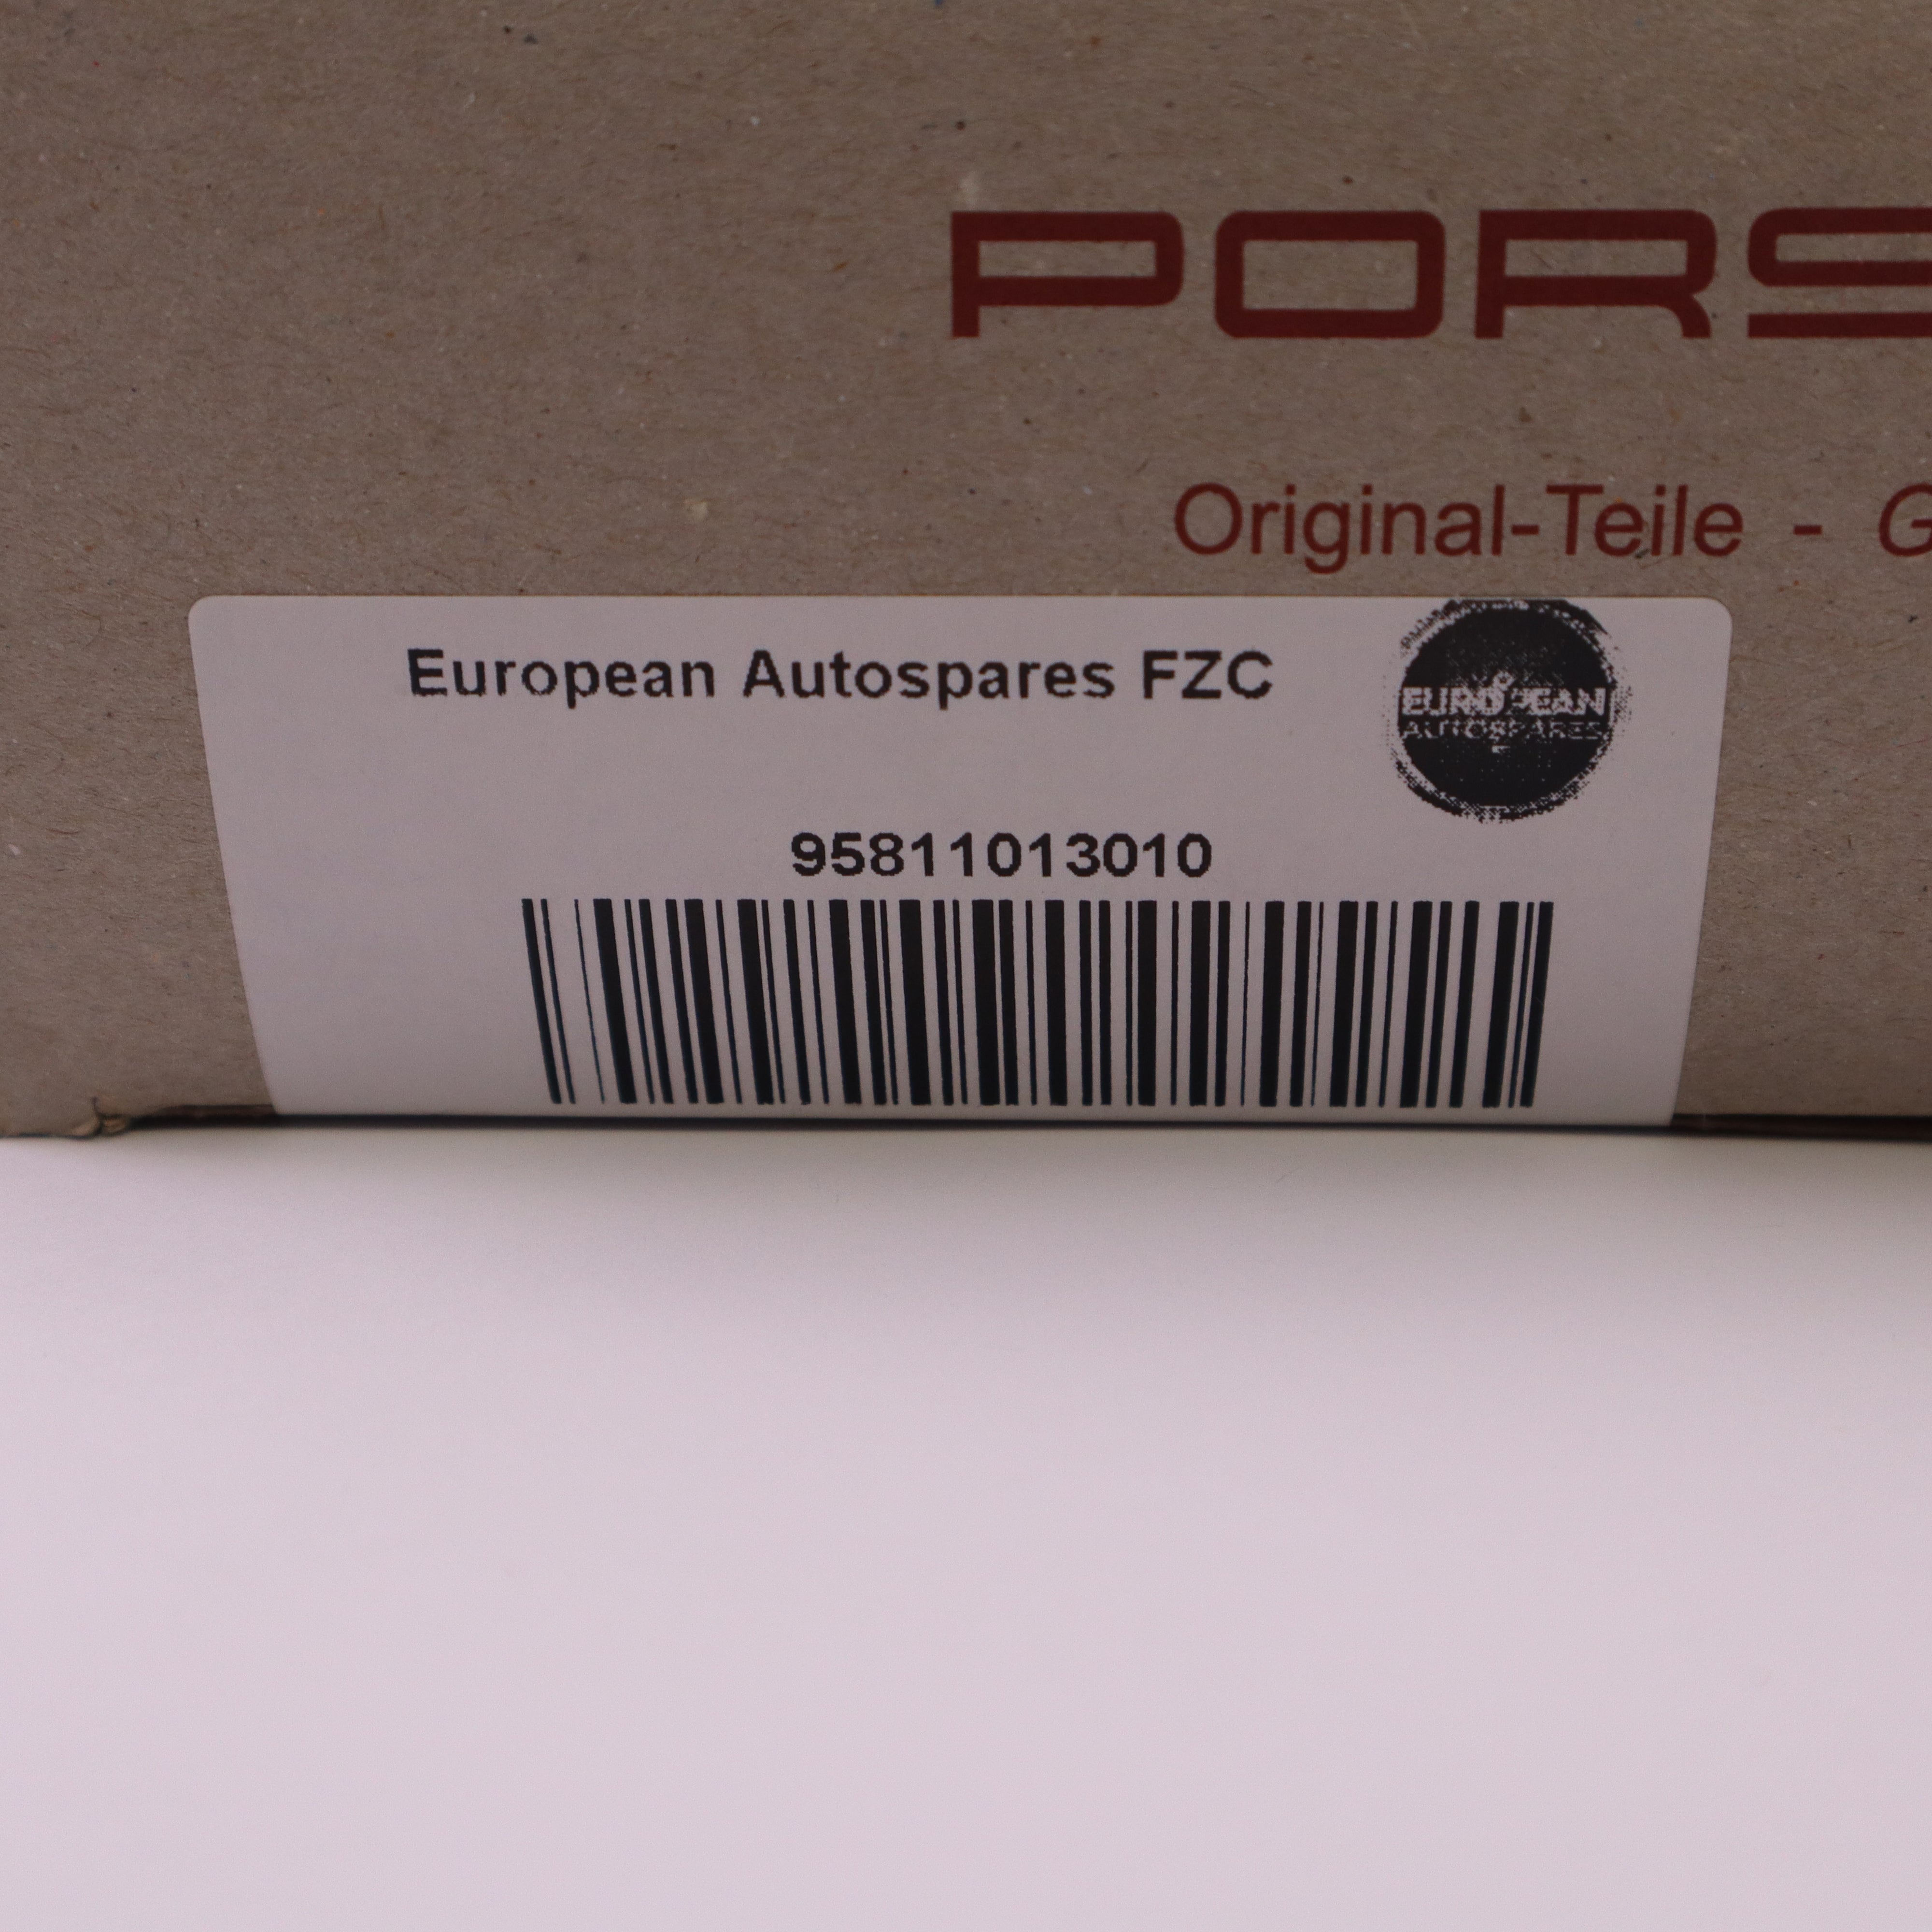 PORS
Original-Teile - G
European Autospares FZC
EUROPEAN
AUTOSPARES
95811013010